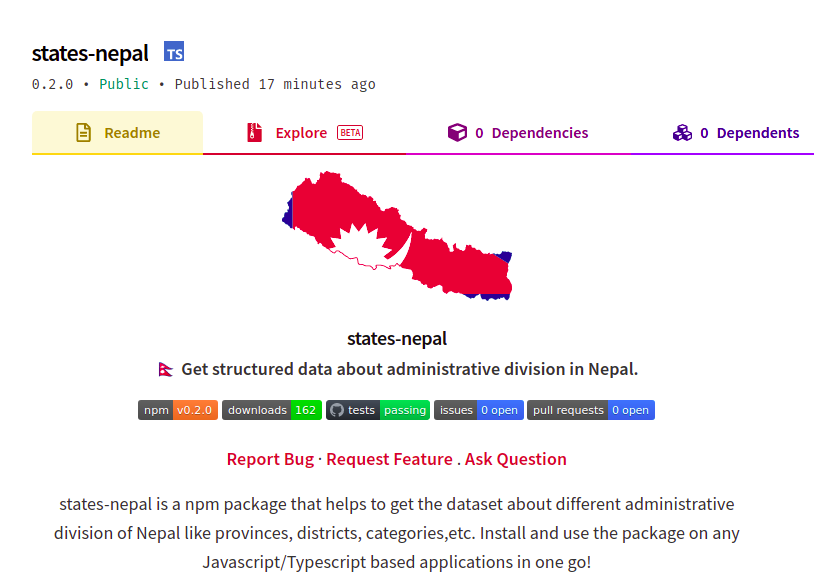 states-nepal TS
0.2.0 • Public • Published 17 minutes ago
Readme Explore BETA 0 Dependencies 0 Dependents
states-nepal
🇳🇵 Get structured data about administrative division in Nepal.
npm v0.2.0 downloads 162 tests passing issues 0 open pull requests 0 open
Report Bug · Request Feature . Ask Question
states-nepal is a npm package that helps to get the dataset about different administrative
division of Nepal like provinces, districts, categories,etc. Install and use the package on any
Javascript/Typescript based applications in one go!